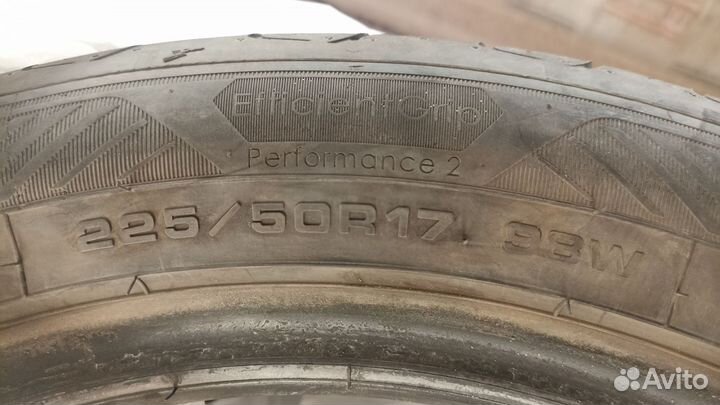 EfficientGrip
Performance 2
225/50R17 98W
Avito